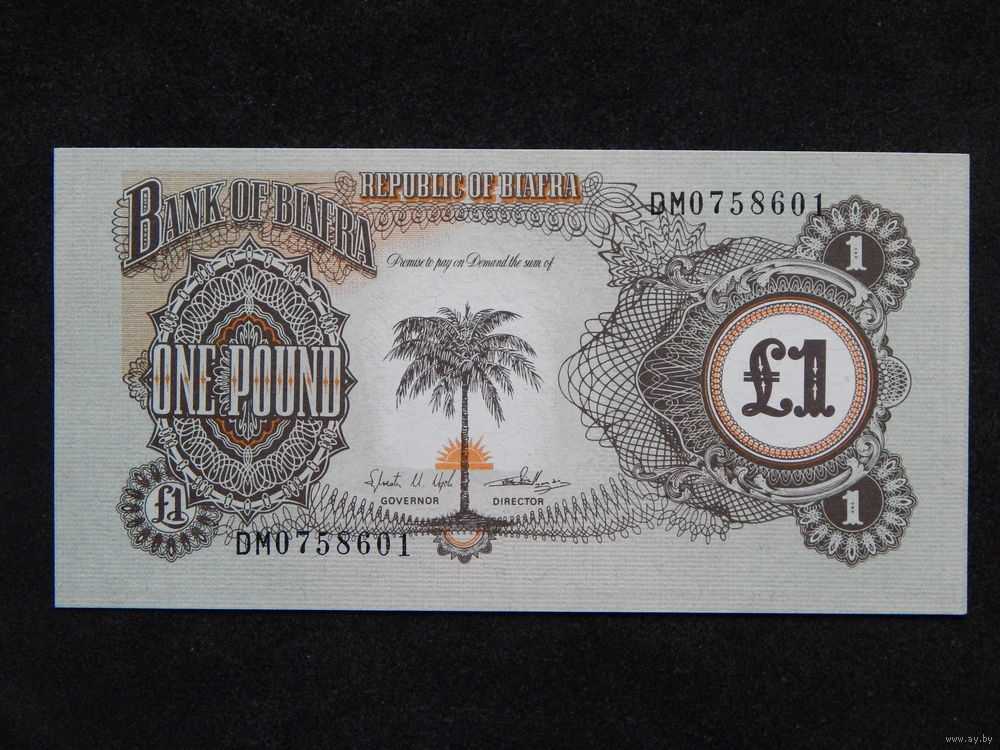 BANK OF BIAFRA
REPUBLIC OF BIAFRA
DM0758601
1
Promise to pay on Demand the sum of
ONE POUND
£1
GOVERNOR
DIRECTOR
£1
1
DM0758601
www.ay.by